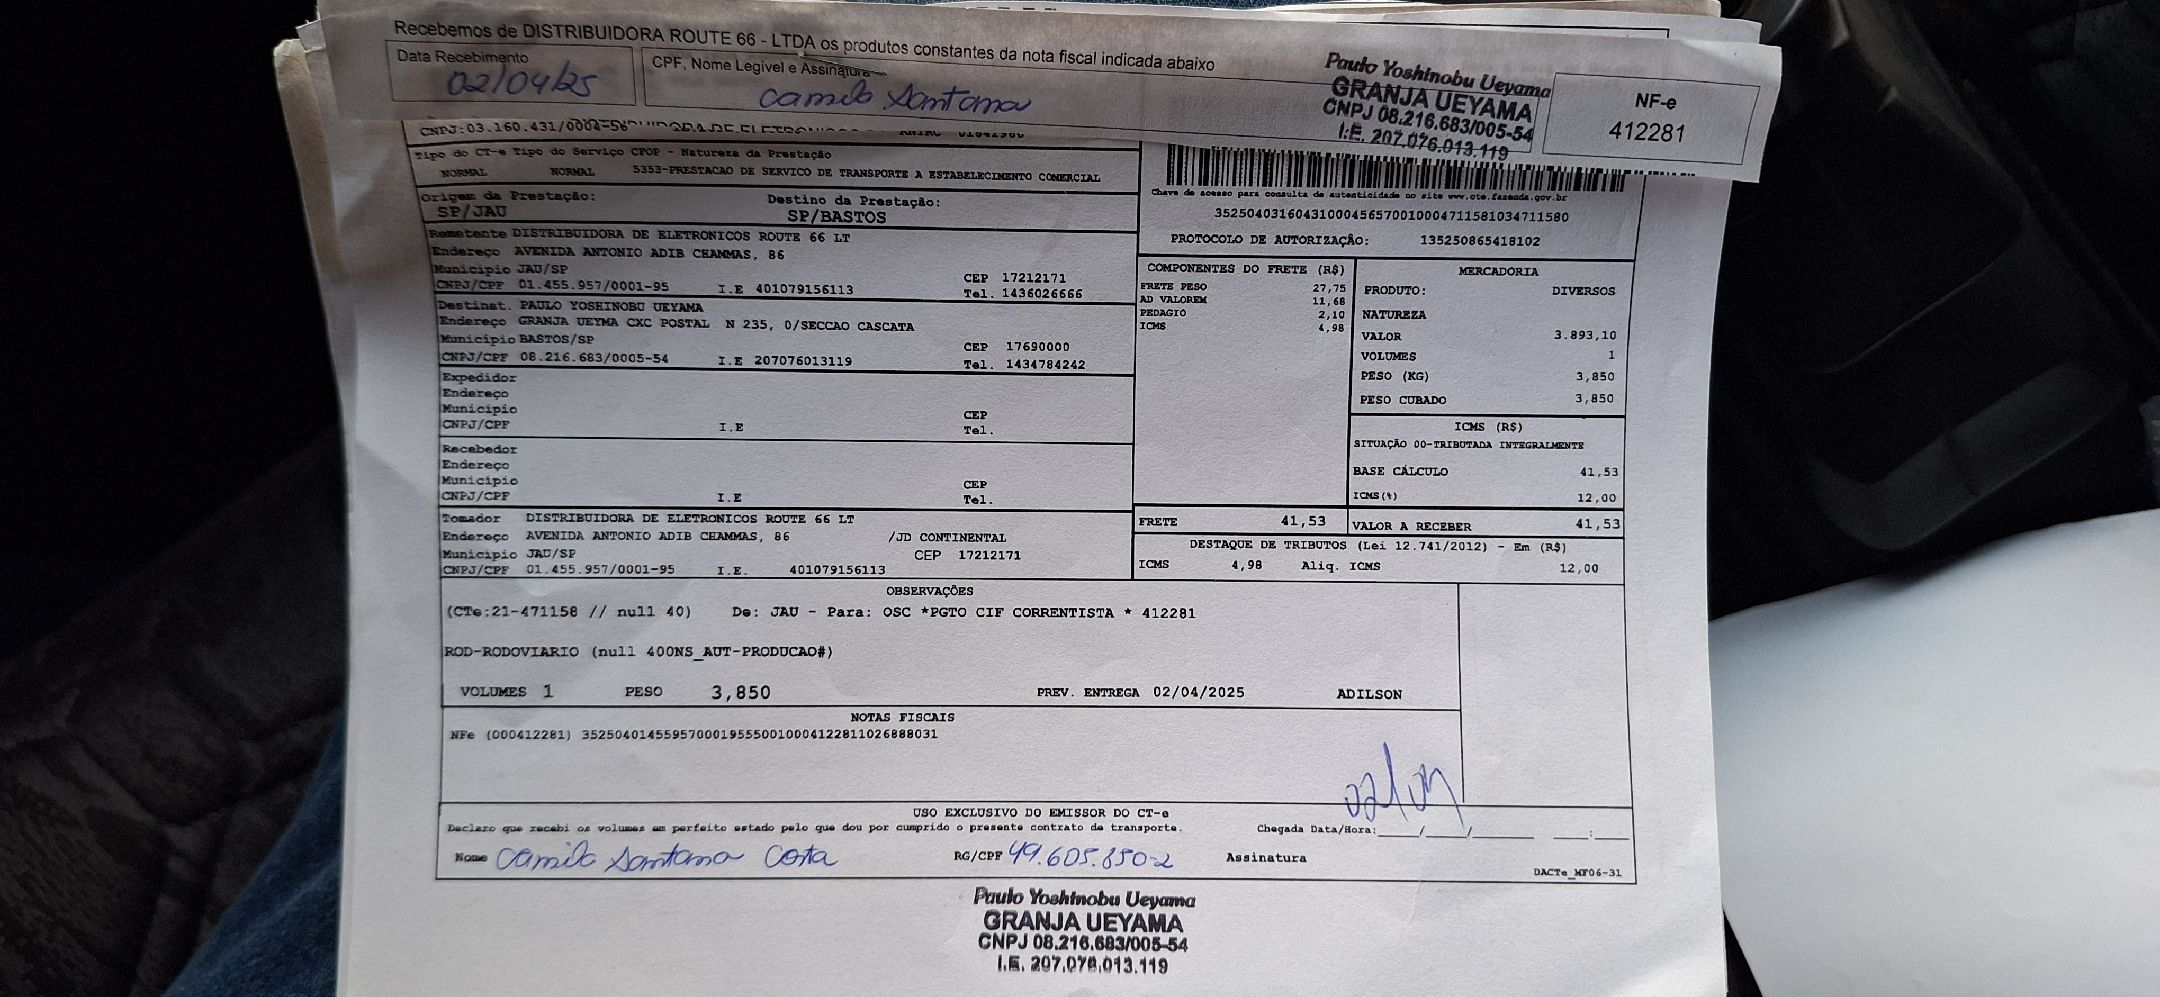 Recebemos de DISTRIBUIDORA ROUTE 66 - LTDA os produtos constantes da nota fiscal indicada abaixo
Data Recebimento
02/04/25
CPF, Nome Legível e Assinatura
Camila Santana
Paulo Yoshinobu Ueyama
GRANJA UEYAMA
CNPJ 08.216.683/005-54
I.E. 207.076.013.119
NF-e
412281
CNPJ:03.160.431/0004-56
Tipo do CT-e Tipo do Serviço CFOP - Natureza da Prestação
NORMAL NORMAL 5353-PRESTACAO DE SERVICO DE TRANSPORTE A ESTABELECIMENTO COMERCIAL
Origem da Prestação: Destino da Prestação:
SP/JAU SP/BASTOS
Chave de acesso para consulta de autenticidade no site www.cte.fazenda.gov.br
35250403160431000456570010004711581034711580
PROTOCOLO DE AUTORIZAÇÃO: 135250865418102
Remetente DISTRIBUIDORA DE ELETRONICOS ROUTE 66 LT
Endereço AVENIDA ANTONIO ADIB CHAMMAS, 86
Municipio JAU/SP CEP 17212171
CNPJ/CPF 01.455.957/0001-95 I.E 401079156113 Tel. 1436026666
Destinat. PAULO YOSHINOBU UEYAMA
Endereço GRANJA UEYMA CXC POSTAL N 235, 0/SECCAO CASCATA
Municipio BASTOS/SP CEP 17690000
CNPJ/CPF 08.216.683/0005-54 I.E 207076013119 Tel. 1434784242
Expedidor
Endereço
Municipio CEP
CNPJ/CPF I.E Tel.
Recebedor
Endereço
Municipio CEP
CNPJ/CPF I.E Tel.
Tomador DISTRIBUIDORA DE ELETRONICOS ROUTE 66 LT
Endereço AVENIDA ANTONIO ADIB CHAMMAS, 86 /JD CONTINENTAL
Municipio JAU/SP CEP 17212171
CNPJ/CPF 01.455.957/0001-95 I.E. 401079156113
COMPONENTES DO FRETE (R$)
FRETE PESO 27,75
AD VALOREM 11,68
PEDAGIO 2,10
ICMS 4,98
MERCADORIA
PRODUTO: DIVERSOS
NATUREZA
VALOR 3.893,10
VOLUMES 1
PESO (KG) 3,850
PESO CUBADO 3,850
ICMS (R$)
SITUAÇÃO 00-TRIBUTADA INTEGRALMENTE
BASE CÁLCULO 41,53
ICMS(%) 12,00
FRETE 41,53 VALOR A RECEBER 41,53
DESTAQUE DE TRIBUTOS (Lei 12.741/2012) - Em (R$)
ICMS 4,98 Aliq. ICMS 12,00
OBSERVAÇÕES
(CTe:21-471158 // null 40) De: JAU - Para: OSC *PGTO CIF CORRENTISTA * 412281
ROD-RODOVIARIO (null 400NS_AUT-PRODUCAO#)
VOLUMES 1 PESO 3,850 PREV. ENTREGA 02/04/2025 ADILSON
NOTAS FISCAIS
NFe (000412281) 35250401455957000195550010004122811026888031
02/04
USO EXCLUSIVO DO EMISSOR DO CT-e
Declaro que recebi os volumes em perfeito estado pelo que dou por cumprido o presente contrato de transporte. Chegada Data/Hora:____/____/______ ___:___
Nome Camila Santana Costa RG/CPF 49.605.850-2 Assinatura
DACTe_MF06-31
Paulo Yoshinobu Ueyama
GRANJA UEYAMA
CNPJ 08.216.683/005-54
I.E. 207.076.013.119